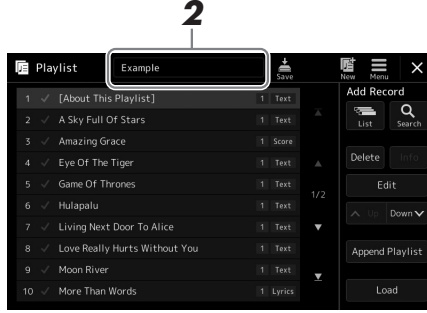 2
Playlist Example Save New Menu
Add Record
1 [About This Playlist] 1 Text
2 A Sky Full Of Stars 1 Text
3 Amazing Grace 1 Score
4 Eye Of The Tiger 1 Text
5 Game Of Thrones 1 Text
6 Hulapalu 1 Text
7 Living Next Door To Alice 1 Text
8 Love Really Hurts Without You 1 Text
9 Moon River 1 Text
10 More Than Words 1 Lyrics
1/2
List Search
Delete Into
Edit
Up Down
Append Playlist
Load